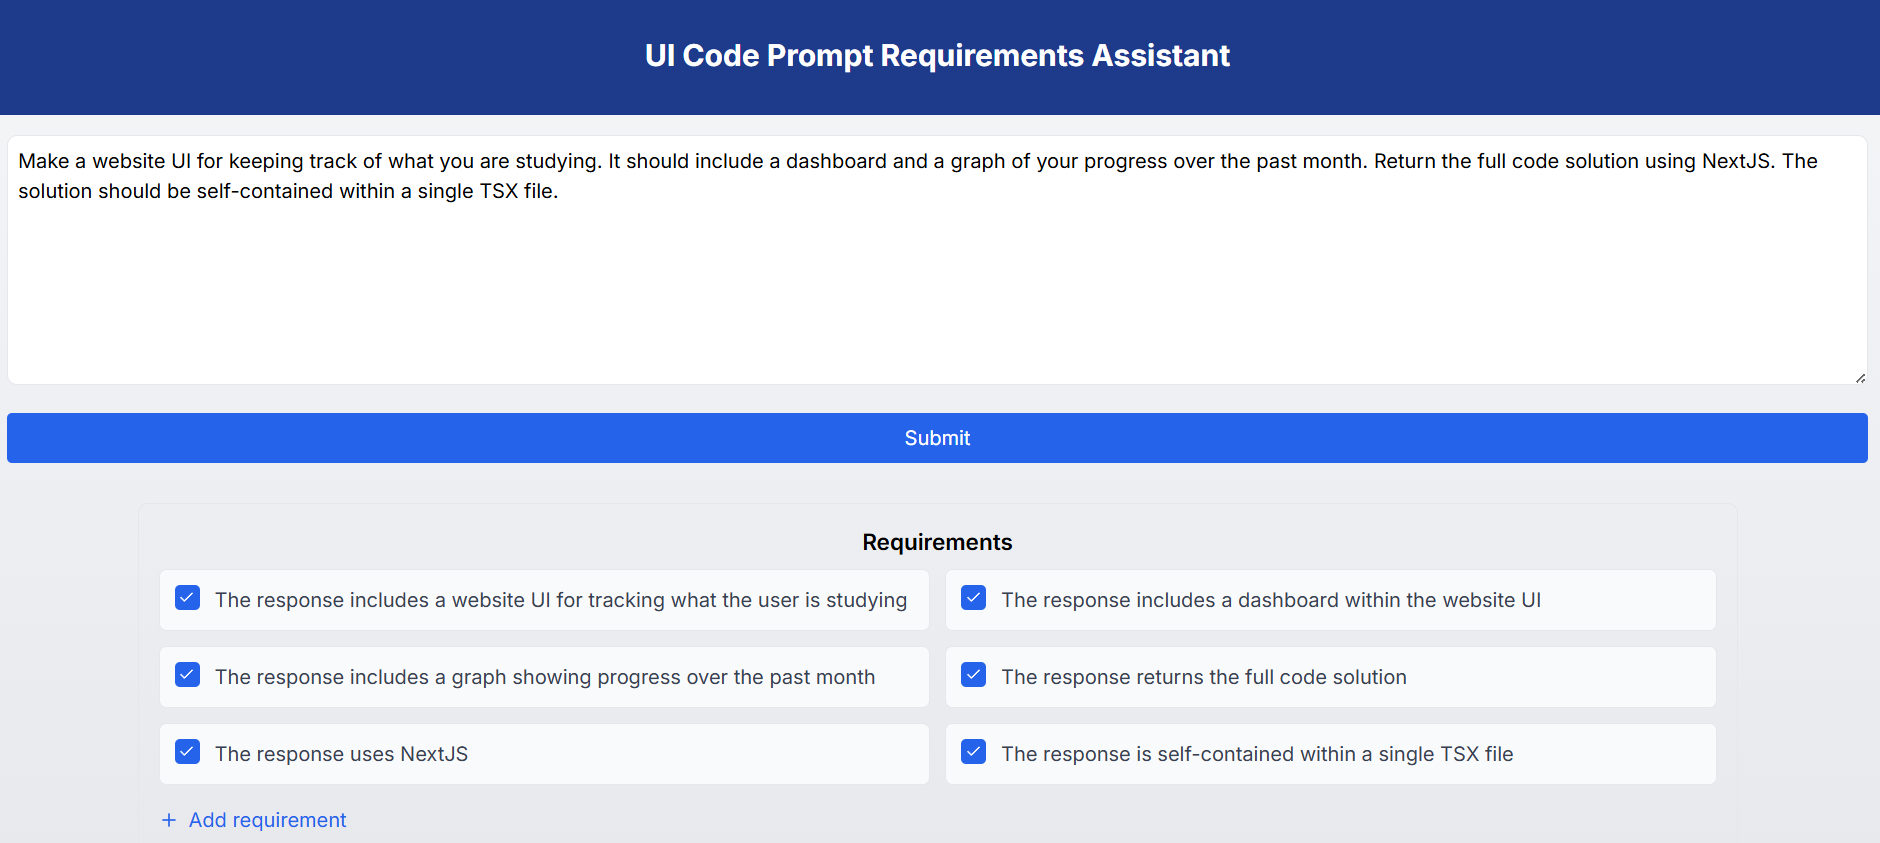 UI Code Prompt Requirements Assistant
Make a website UI for keeping track of what you are studying. It should include a dashboard and a graph of your progress over the past month. Return the full code solution using NextJS. The
solution should be self-contained within a single TSX file.
Submit
Requirements
The response includes a website UI for tracking what the user is studying
The response includes a dashboard within the website UI
The response includes a graph showing progress over the past month
The response returns the full code solution
The response uses NextJS
The response is self-contained within a single TSX file
+ Add requirement